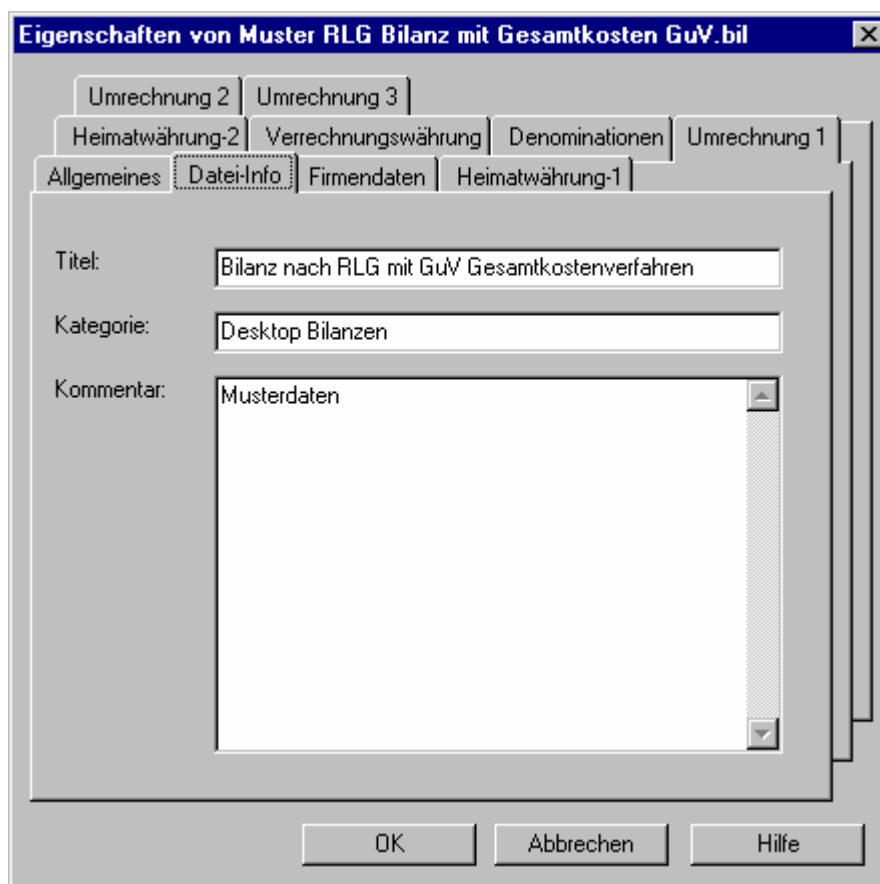 Eigenschaften von Muster RLG Bilanz mit Gesamtkosten GuV.bil
Umrechnung 2 Umrechnung 3
Heimatwährung-2 Verrechnungswährung Denominationen Umrechnung 1
Allgemeines Datei-Info Firmendaten Heimatwährung-1
Titel: Bilanz nach RLG mit GuV Gesamtkostenverfahren
Kategorie: Desktop Bilanzen
Kommentar: Musterdaten
OK Abbrechen Hilfe